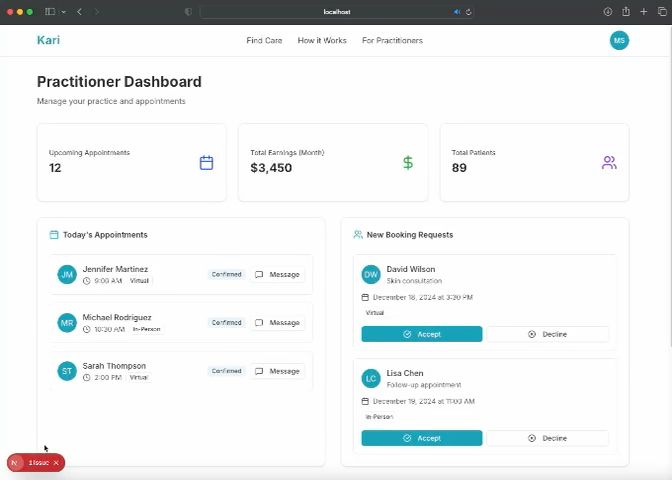 localhost
Kari
Find Care
How it Works
For Practitioners
MS
Practitioner Dashboard
Manage your practice and appointments
Upcoming Appointments
12
Total Earnings (Month)
$3,450
Total Patients
89
Today's Appointments
JM
Jennifer Martinez
9:00 AM
Virtual
Confirmed
Message
MR
Michael Rodriguez
10:30 AM
In-Person
Confirmed
Message
ST
Sarah Thompson
2:00 PM
Virtual
Confirmed
Message
New Booking Requests
DW
David Wilson
Skin consultation
December 18, 2024 at 3:30 PM
Virtual
Accept
Decline
LC
Lisa Chen
Follow-up appointment
December 19, 2024 at 11:00 AM
In-Person
Accept
Decline
N
1 Issue